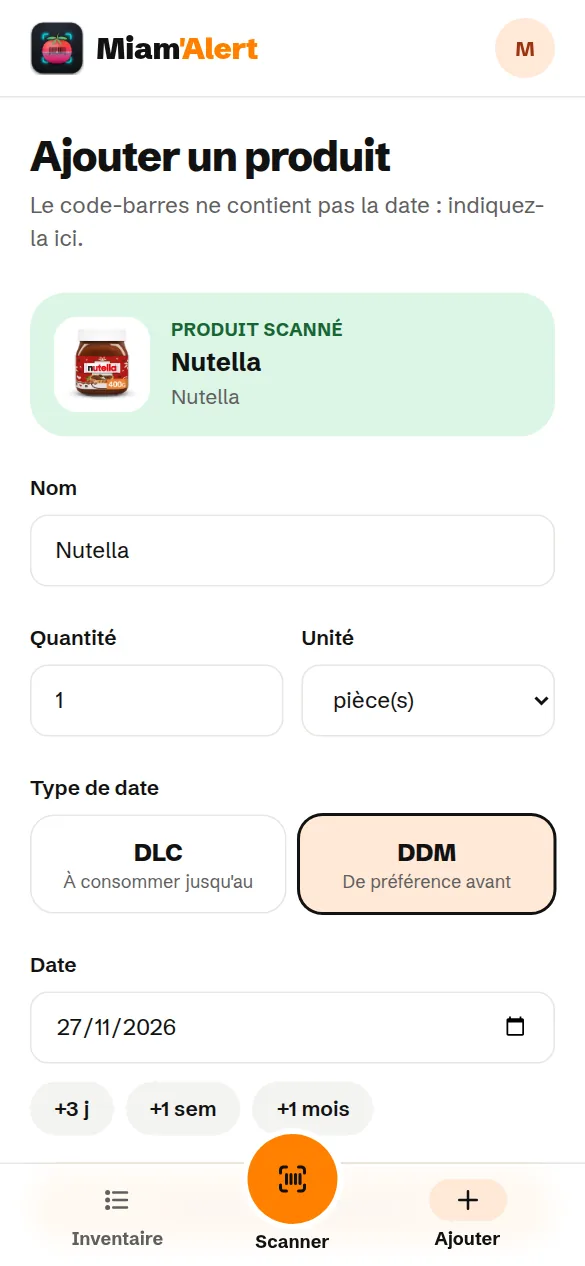 Miam'Alert
M
Ajouter un produit
Le code-barres ne contient pas la date : indiquez-
la ici.
PRODUIT SCANNÉ
nutella
400g
Nutella
Nutella
Nom
Nutella
Quantité
Unité
1
pièce(s)
Type de date
DLC
À consommer jusqu'au
DDM
De préférence avant
Date
27/11/2026
+3 j
+1 sem
+1 mois
Inventaire
Scanner
Ajouter